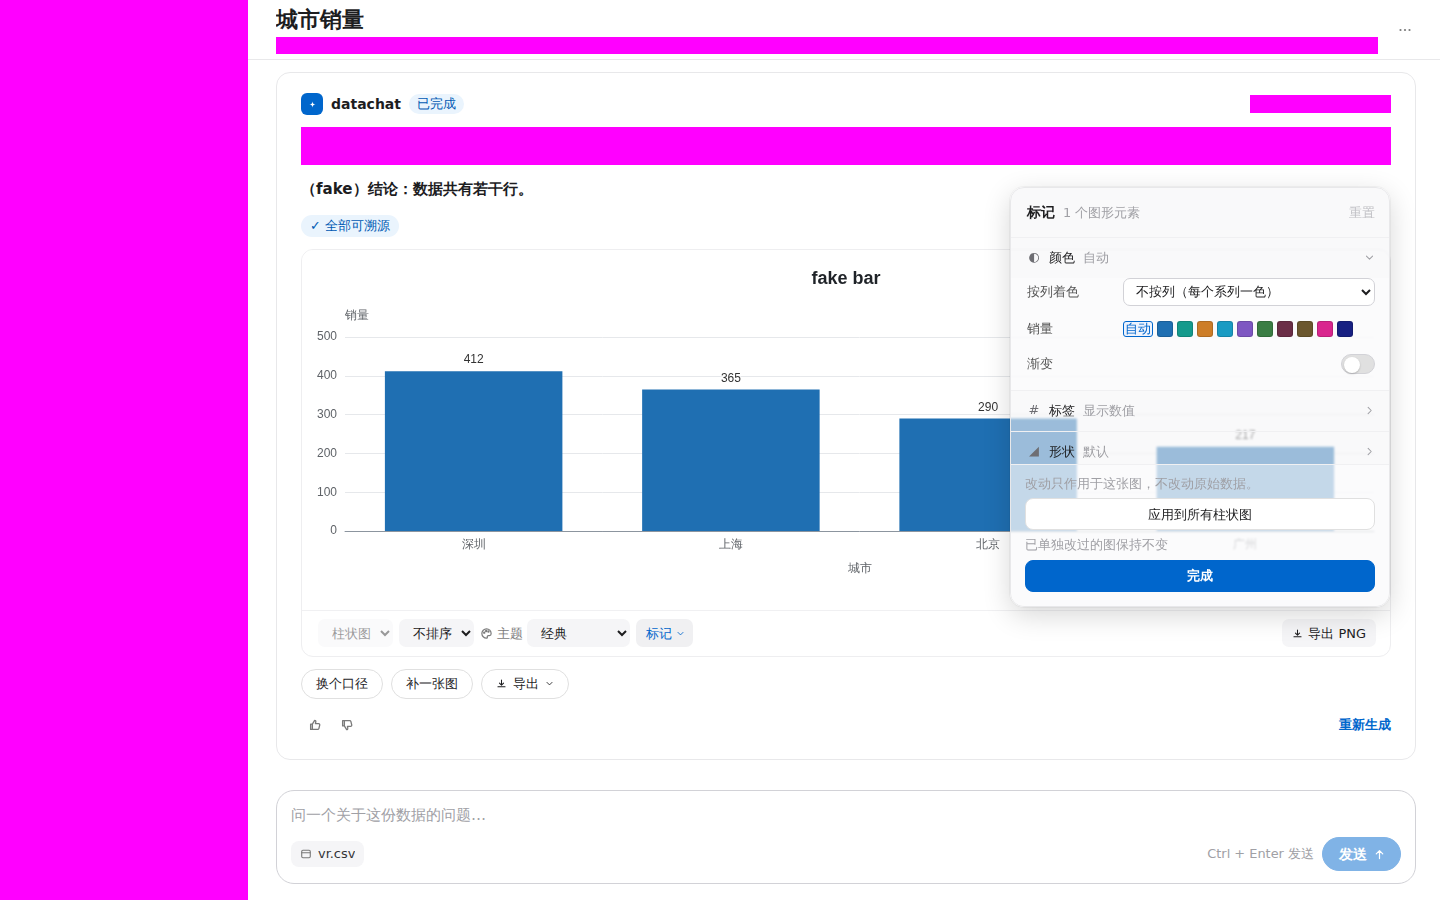 城市销量
…
datachat 已完成
（fake）结论：数据共有若干行。
✓ 全部可溯源
fake bar
销量
500
400
300
200
100
0
412
365
290
217
深圳
上海
北京
广州
城市
标记 1 个图形元素 重置
颜色 自动
按列着色 不按列（每个系列一色）
销量 自动
渐变
# 标签 显示数值
形状 默认
改动只作用于这张图，不改动原始数据。
应用到所有柱状图
已单独改过的图保持不变
完成
柱状图 不排序 主题 经典 标记 导出 PNG
换个口径 补一张图 导出
重新生成
问一个关于这份数据的问题…
vr.csv Ctrl + Enter 发送 发送